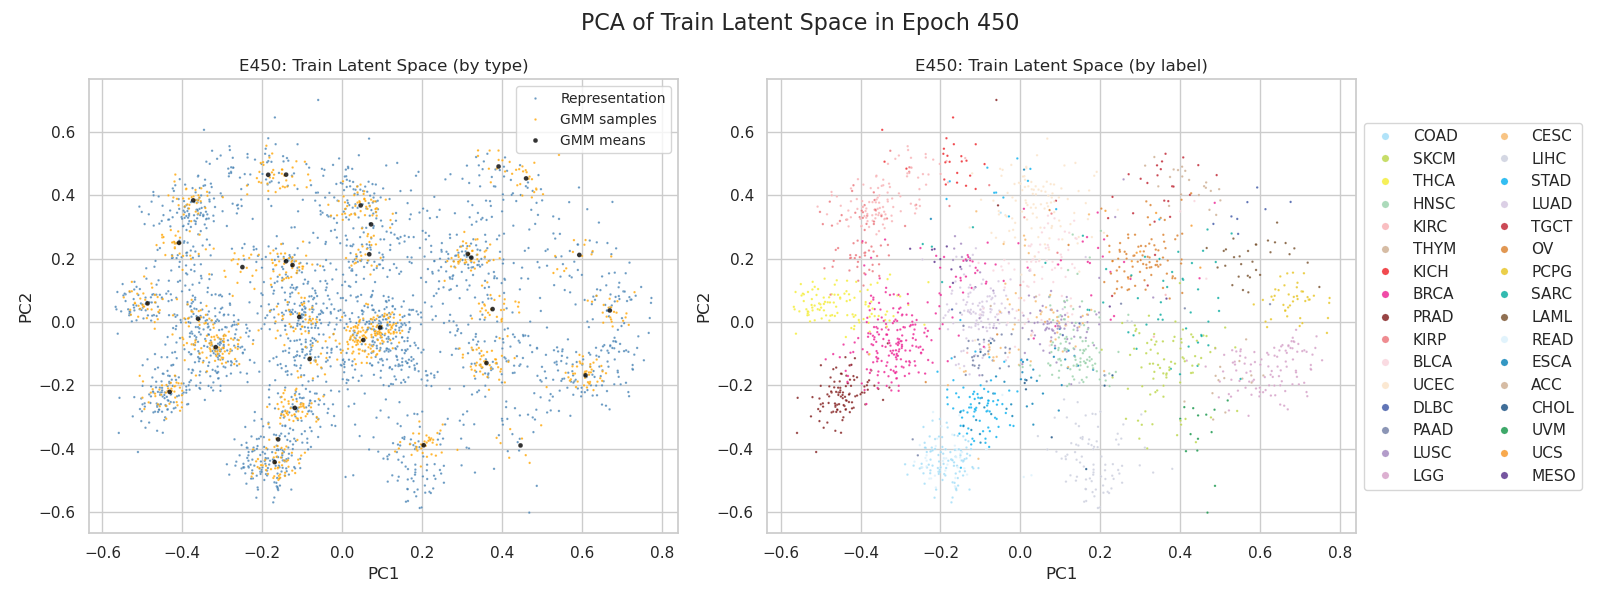 PCA of Train Latent Space in Epoch 450
E450: Train Latent Space (by type)
Representation
GMM samples
GMM means
PC2
0.6
0.4
0.2
0.0
−0.2
−0.4
−0.6
−0.6 −0.4 −0.2 0.0 0.2 0.4 0.6 0.8
PC1
E450: Train Latent Space (by label)
PC2
0.6
0.4
0.2
0.0
−0.2
−0.4
−0.6
−0.6 −0.4 −0.2 0.0 0.2 0.4 0.6 0.8
PC1
COAD
SKCM
THCA
HNSC
KIRC
THYM
KICH
BRCA
PRAD
KIRP
BLCA
UCEC
DLBC
PAAD
LUSC
LGG
CESC
LIHC
STAD
LUAD
TGCT
OV
PCPG
SARC
LAML
READ
ESCA
ACC
CHOL
UVM
UCS
MESO